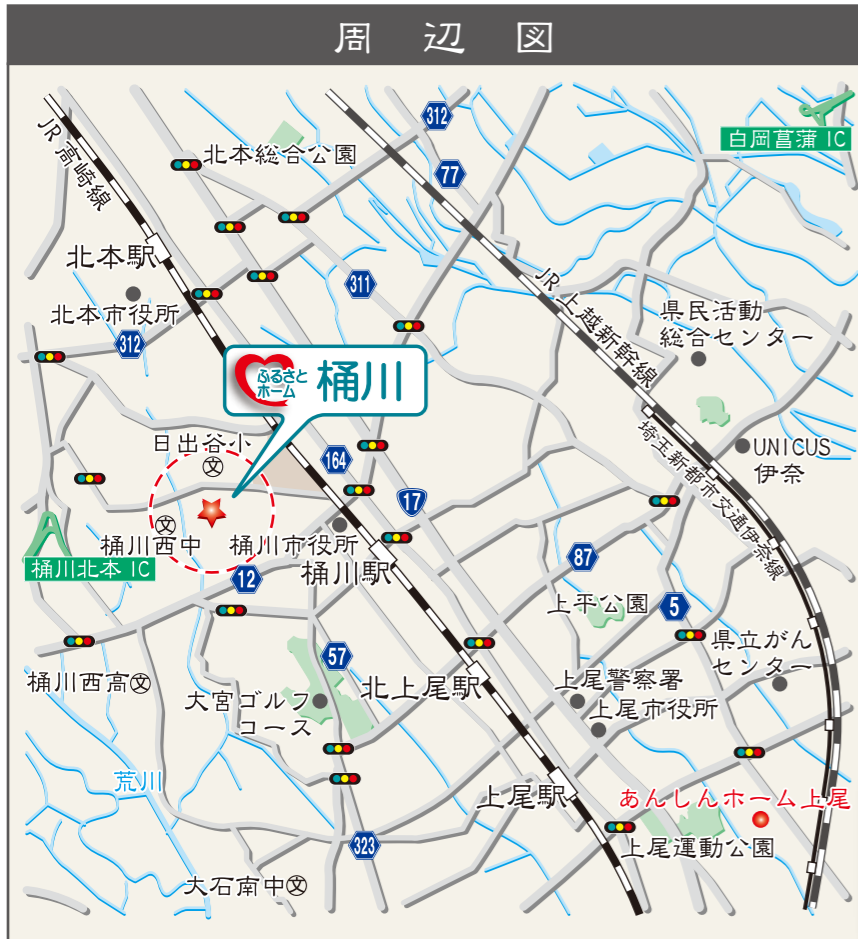 周辺図
312
白岡菖蒲 IC
JR 高崎線
北本総合公園
77
北本駅
JR 上越新幹線
311
北本市役所
県民活動
総合センター
312
ふるさと
ホーム
桶川
日出谷小
文
164
埼玉新都市交通伊奈線
UNICUS
伊奈
17
文
桶川西中
桶川市役所
桶川北本 IC
桶川駅
12
87
上平公園
5
57
県立がん
センター
桶川西高文
北上尾駅
上尾警察署
大宮ゴルフ
コース
上尾市役所
荒川
上尾駅
あんしんホーム上尾
323
上尾運動公園
大石南中文